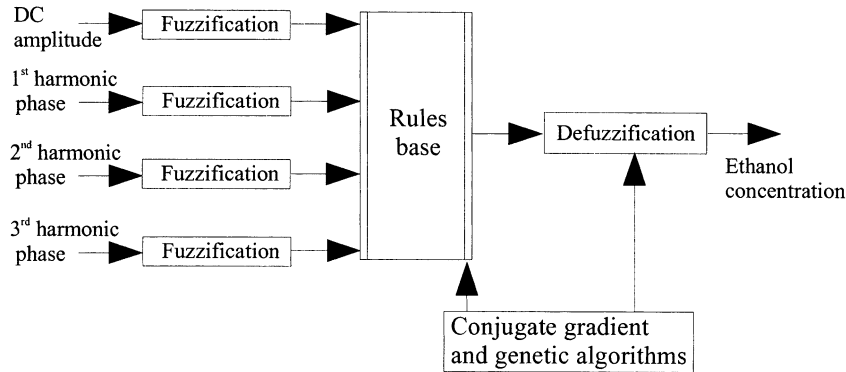 DC
amplitude
Fuzzification
1st harmonic
phase
Fuzzification
2nd harmonic
phase
Fuzzification
3rd harmonic
phase
Fuzzification
Rules
base
Defuzzification
Ethanol
concentration
Conjugate gradient
and genetic algorithms